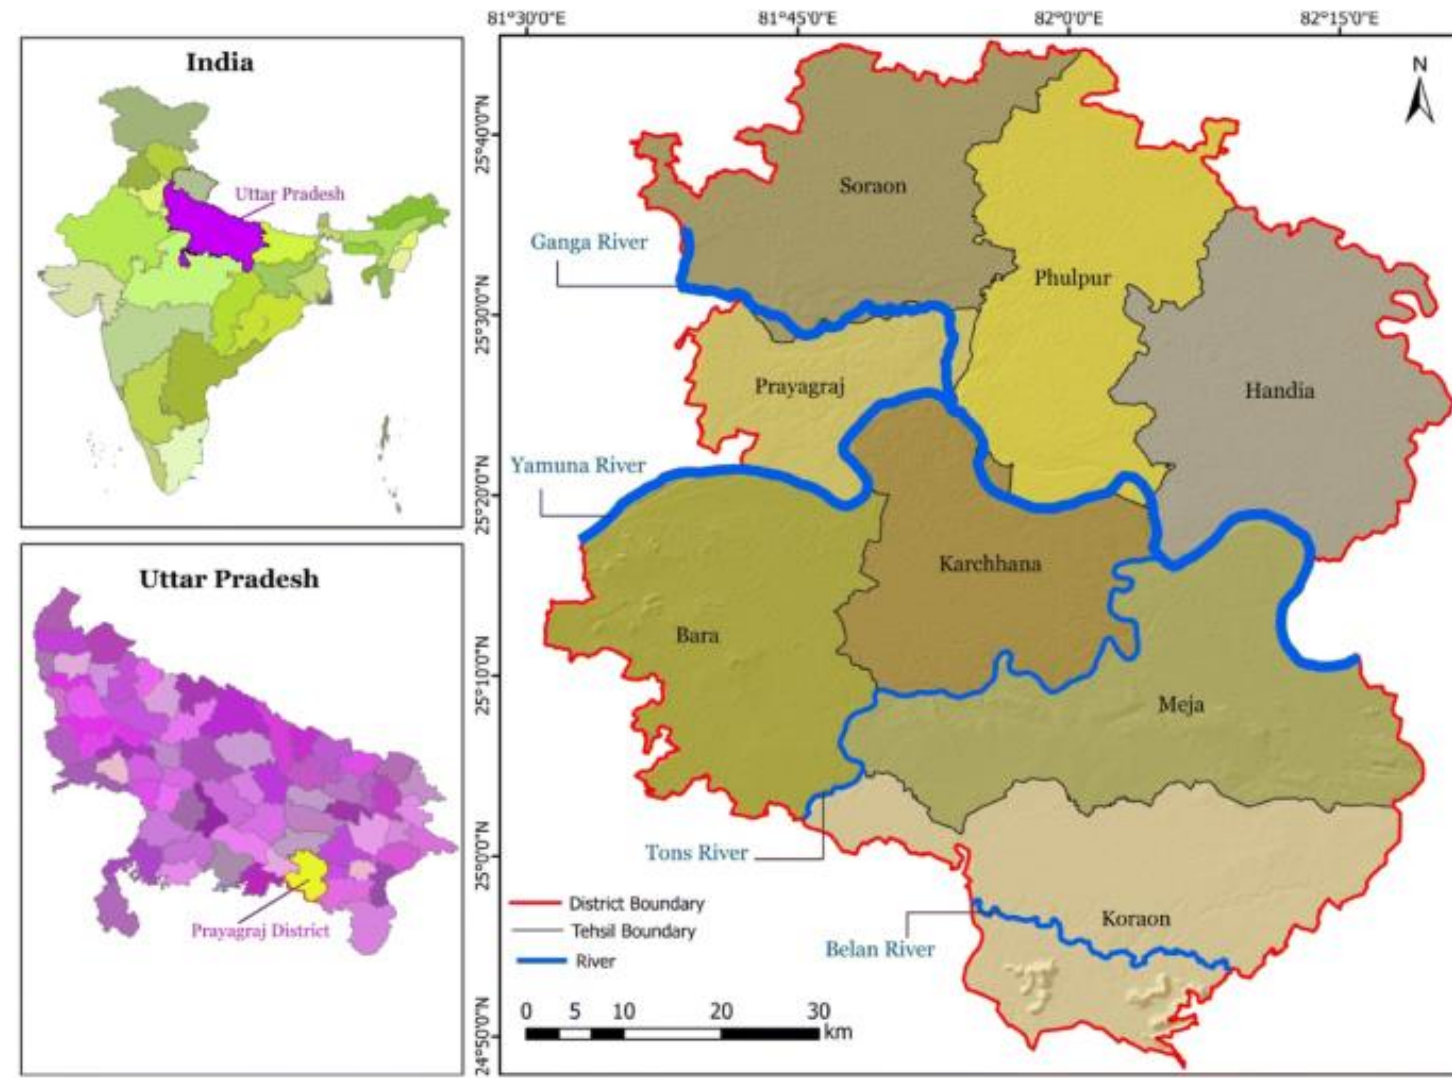 India
Uttar Pradesh
Uttar Pradesh
Prayagraj District
81°30'0"E
81°45'0"E
82°0'0"E
82°15'0"E
N
25°40'0"N
25°30'0"N
25°20'0"N
25°10'0"N
25°0'0"N
24°50'0"N
Soraon
Ganga River
Phulpur
Prayagraj
Handia
Yamuna River
Karchhana
Bara
Meja
Tons River
Koraon
Belan River
District Boundary
Tehsil Boundary
River
0 5 10 20 30
km